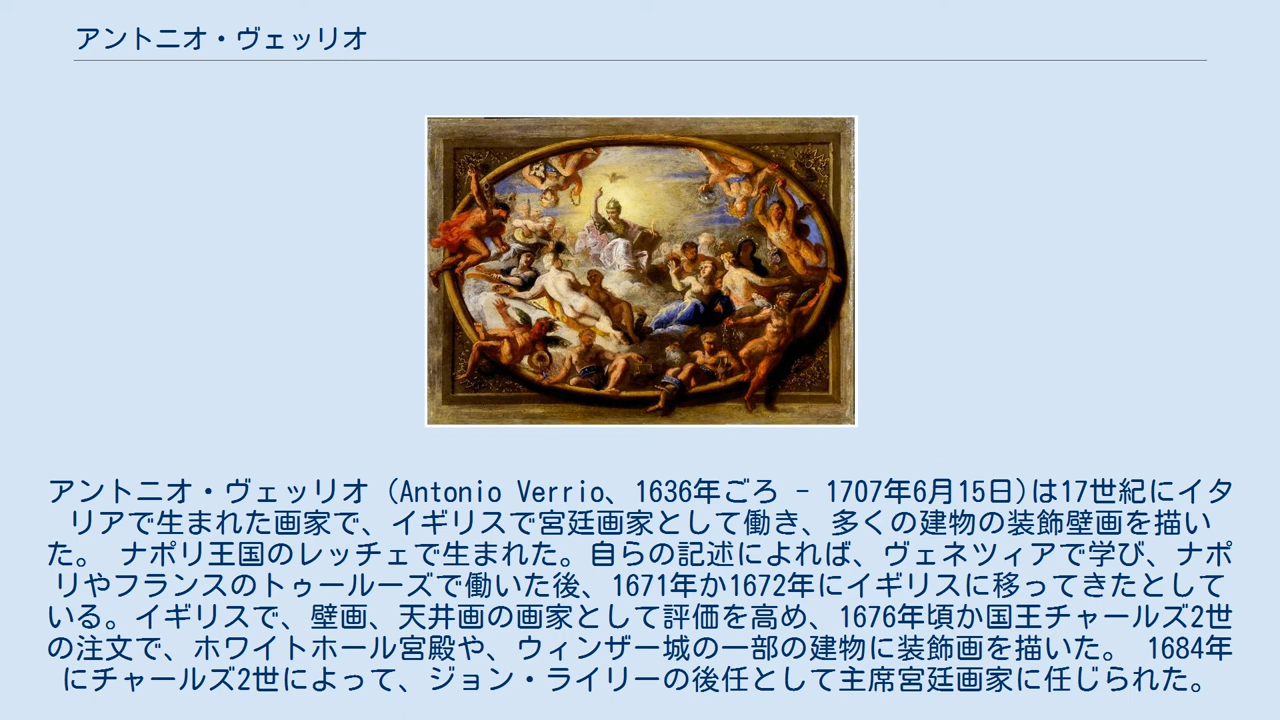 アントニオ・ヴェッリオ
アントニオ・ヴェッリオ (Antonio Verrio、1636年ごろ - 1707年6月15日)は17世紀にイタ
リアで生まれた画家で、イギリスで宮廷画家として働き、多くの建物の装飾壁画を描い
た。 ナポリ王国のレッチェで生まれた。自らの記述によれば、ヴェネツィアで学び、ナポ
リやフランスのトゥールーズで働いた後、1671年か1672年にイギリスに移ってきたとして
いる。イギリスで、壁画、天井画の画家として評価を高め、1676年頃か国王チャールズ2世
の注文で、ホワイトホール宮殿や、ウィンザー城の一部の建物に装飾画を描いた。 1684年
にチャールズ2世によって、ジョン・ライリーの後任として主席宮廷画家に任じられた。